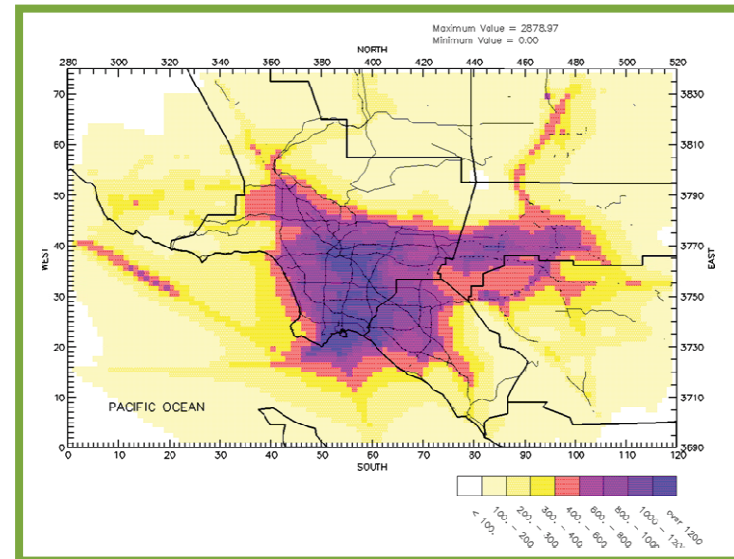 Maximum Value = 2878.97
Minimum Value = 0.00
NORTH
280 300 320 340 360 380 400 420 440 460 480 500 520
70 3830
60 3810
50 3790
40 3770
WEST EAST
30 3750
20 3730
10 3710
PACIFIC OCEAN
0 3690
0 10 20 30 40 50 60 70 80 90 100 110 120
SOUTH
< 100.
100. - 200
200. - 300
300. - 400
400. - 600
600. - 800
800. - 1000
1000 - 120
over 1200